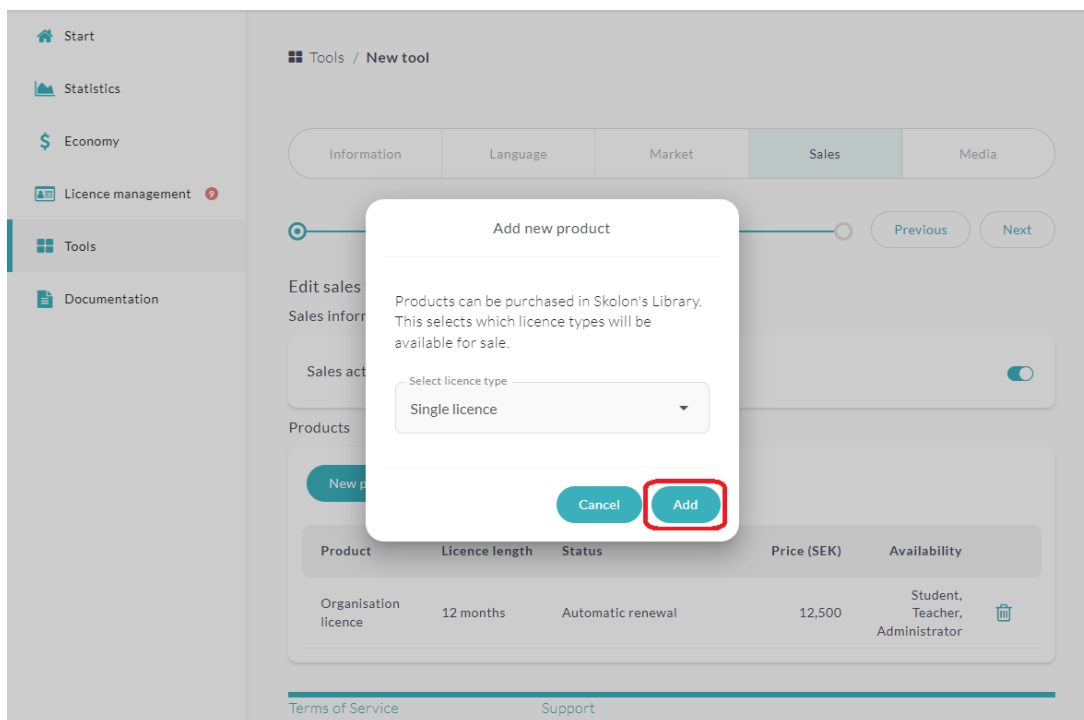 Start
Statistics
Economy
Licence management 9
Tools
Documentation
Tools / New tool
Information
Language
Market
Sales
Media
Previous
Next
Edit sales
Sales inforr
Sales act
Products
New p
Add new product
Products can be purchased in Skolon's Library.
This selects which licence types will be
available for sale.
Select licence type
Single licence
Cancel
Add
Product Licence length Status Price (SEK) Availability
Organisation
licence
12 months
Automatic renewal
12,500
Student,
Teacher,
Administrator
Terms of Service
Support